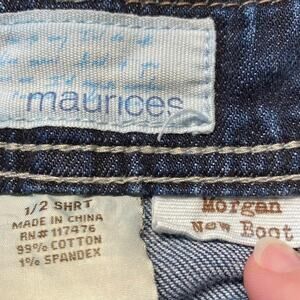 maurices
1/2 SHRT
MADE IN CHINA
RN# 117476
99% COTTON
1% SPANDEX
Morgan
New Boot